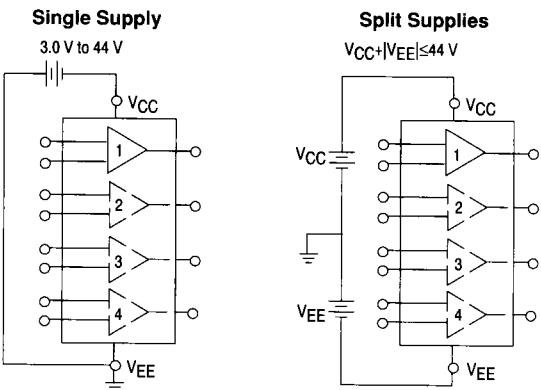 Single Supply
3.0 V to 44 V
VCC
1
2
3
4
VEE
Split Supplies
VCC+|VEE|≤44 V
VCC
VCC
1
2
3
4
VEE
VEE